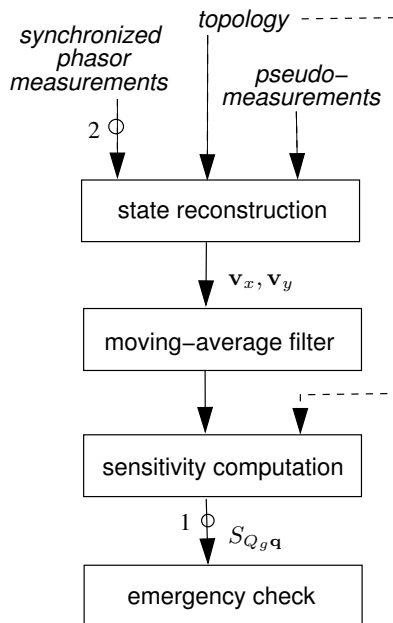 topology
synchronized
phasor
measurements
pseudo–
measurements
2
state reconstruction
v_x, v_y
moving–average filter
sensitivity computation
1
S_{Q_g q}
emergency check